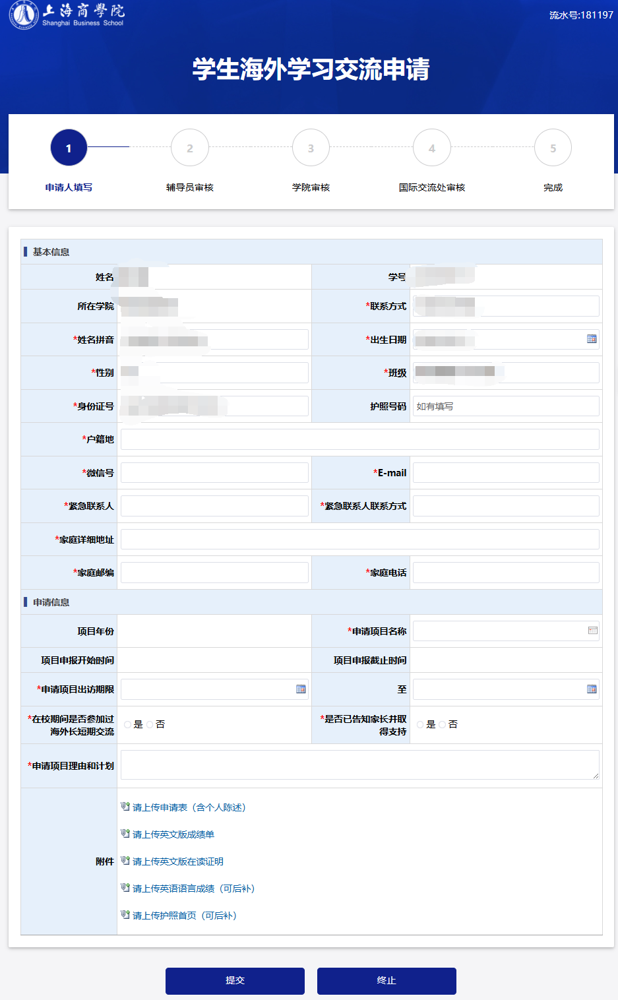 上海商學院
Shanghai Business School
流水号:181197
学生海外学习交流申请
1
2
3
4
5
申请人填写
辅导员审核
学院审核
国际交流处审核
完成
基本信息
姓名
学号
所在学院
*联系方式
*姓名拼音
*出生日期
*性别
*班级
*身份证号
护照号码
如有填写
*户籍地
*微信号
*E-mail
*紧急联系人
*紧急联系人联系方式
*家庭详细地址
*家庭邮编
*家庭电话
申请信息
项目年份
*申请项目名称
项目申报开始时间
项目申报截止时间
*申请项目出访期限
至
*在校期间是否参加过
海外长短期交流
是 否
*是否已告知家长并取
得支持
是 否
*申请项目理由和计划
附件
请上传申请表（含个人陈述）
请上传英文版成绩单
请上传英文版在读证明
请上传英语语言成绩（可后补）
请上传护照首页（可后补）
提交
终止